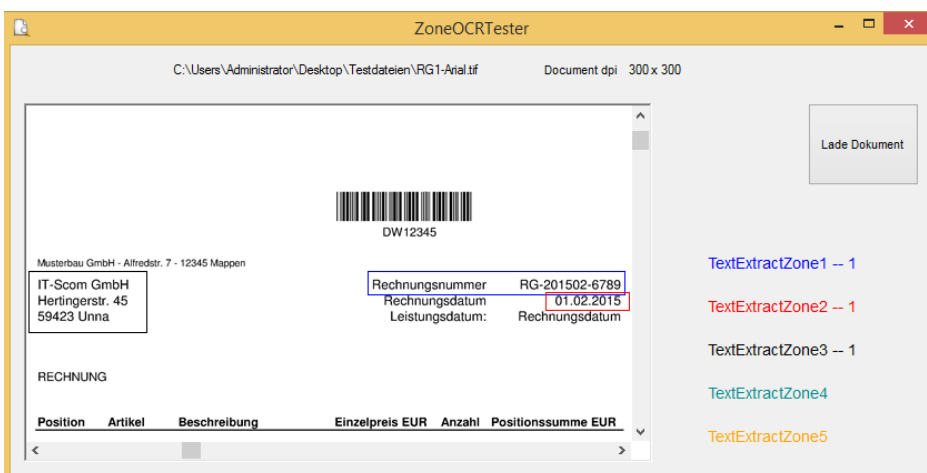 ZoneOCRTester
C:\Users\Administrator\Desktop\Testdateien\RG1-Arial.tif Document dpi 300 x 300
Lade Dokument
DW12345
Musterbau GmbH - Alfredstr. 7 - 12345 Mappen
IT-Scom GmbH
Hertingerstr. 45
59423 Unna
Rechnungsnummer RG-201502-6789
Rechnungsdatum 01.02.2015
Leistungsdatum: Rechnungsdatum
RECHNUNG
Position Artikel Beschreibung Einzelpreis EUR Anzahl Positionssumme EUR
TextExtractZone1 -- 1
TextExtractZone2 -- 1
TextExtractZone3 -- 1
TextExtractZone4
TextExtractZone5